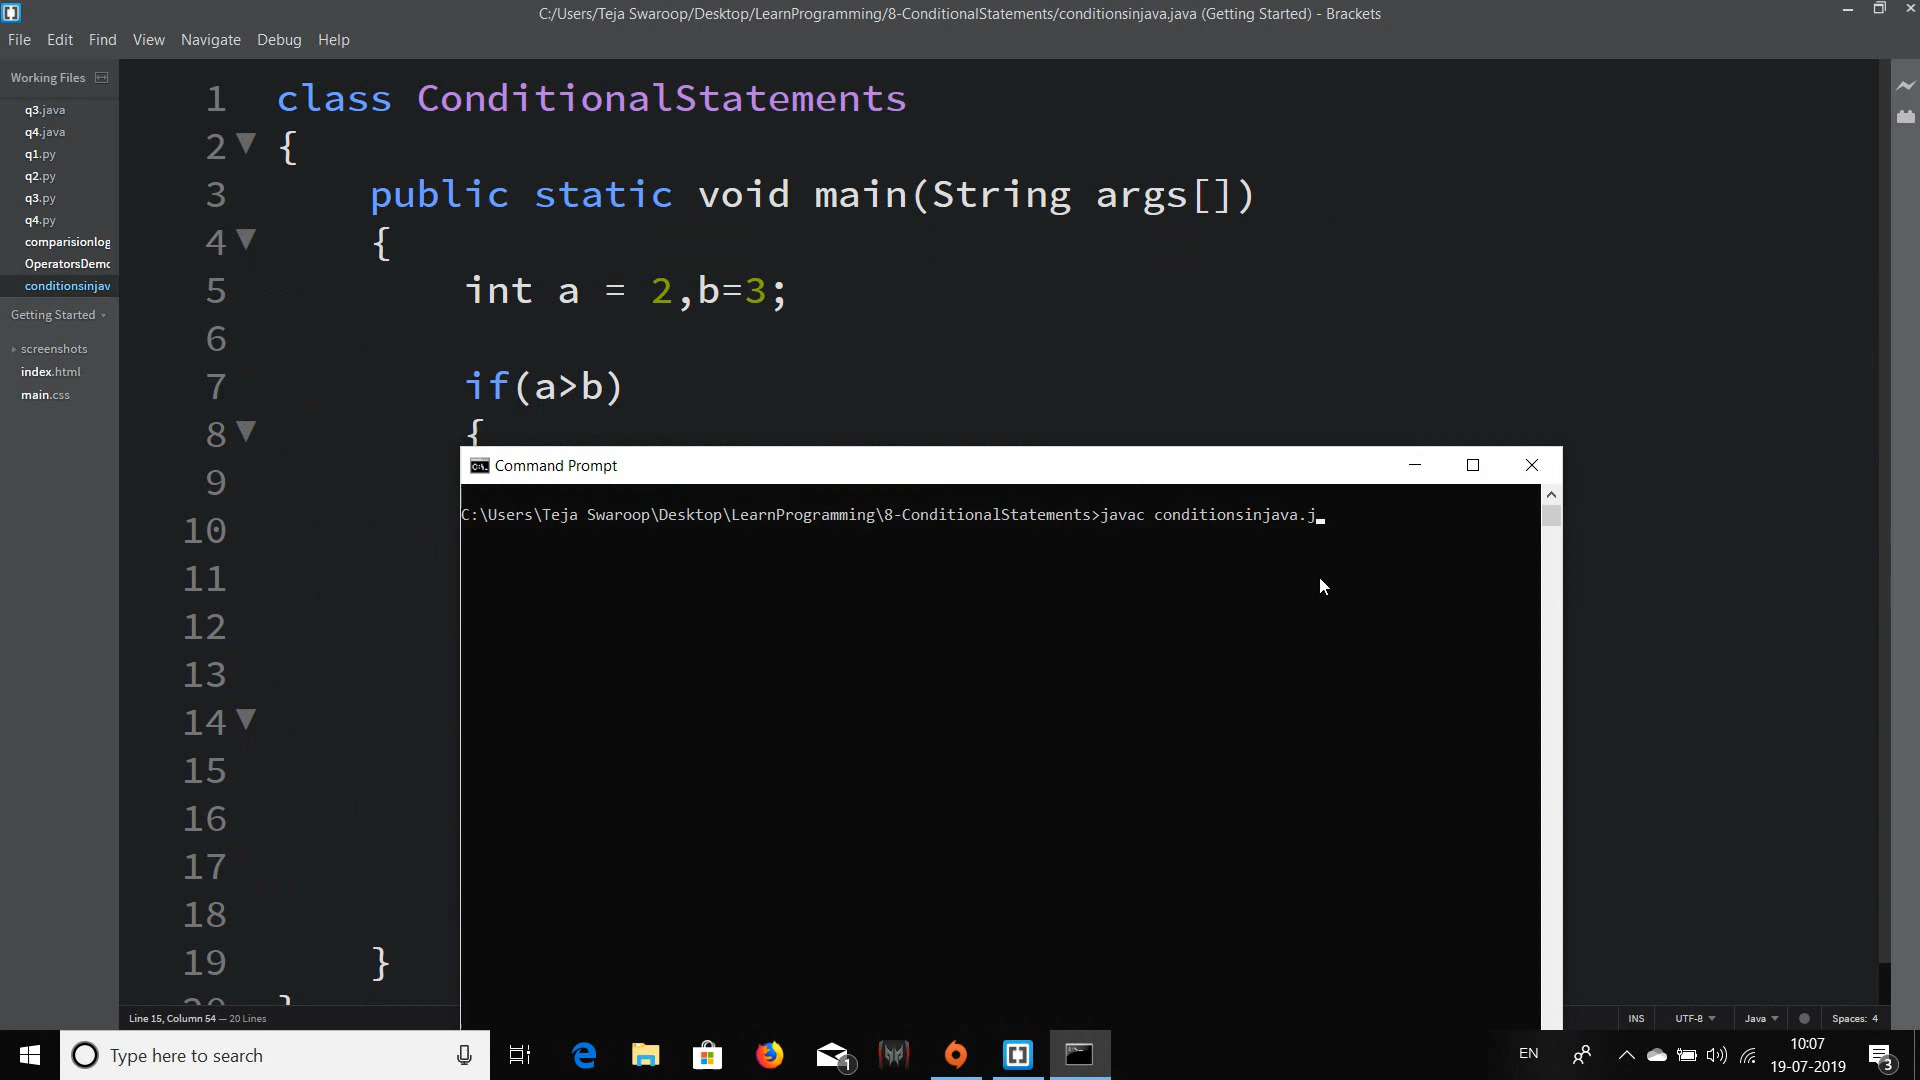 C:/Users/Teja Swaroop/Desktop/LearnProgramming/8-ConditionalStatements/conditionsinjava.java (Getting Started) - Brackets
File Edit Find View Navigate Debug Help
Working Files
q3.java
q4.java
q1.py
q2.py
q3.py
q4.py
comparisionlog
OperatorsDemo
conditionsinjav
Getting Started
screenshots
index.html
main.css
1 class ConditionalStatements
2 {
3 public static void main(String args[])
4 {
5 int a = 2,b=3;
6
7 if(a>b)
8 {
9
10
11
12
13
14
15
16
17
18
19 }
20 }
Command Prompt
C:\Users\Teja Swaroop\Desktop\LearnProgramming\8-ConditionalStatements>javac conditionsinjava.j_
Line 15, Column 54 — 20 Lines
INS UTF-8 Java Spaces: 4
Type here to search
1
EN
10:07
19-07-2019
3